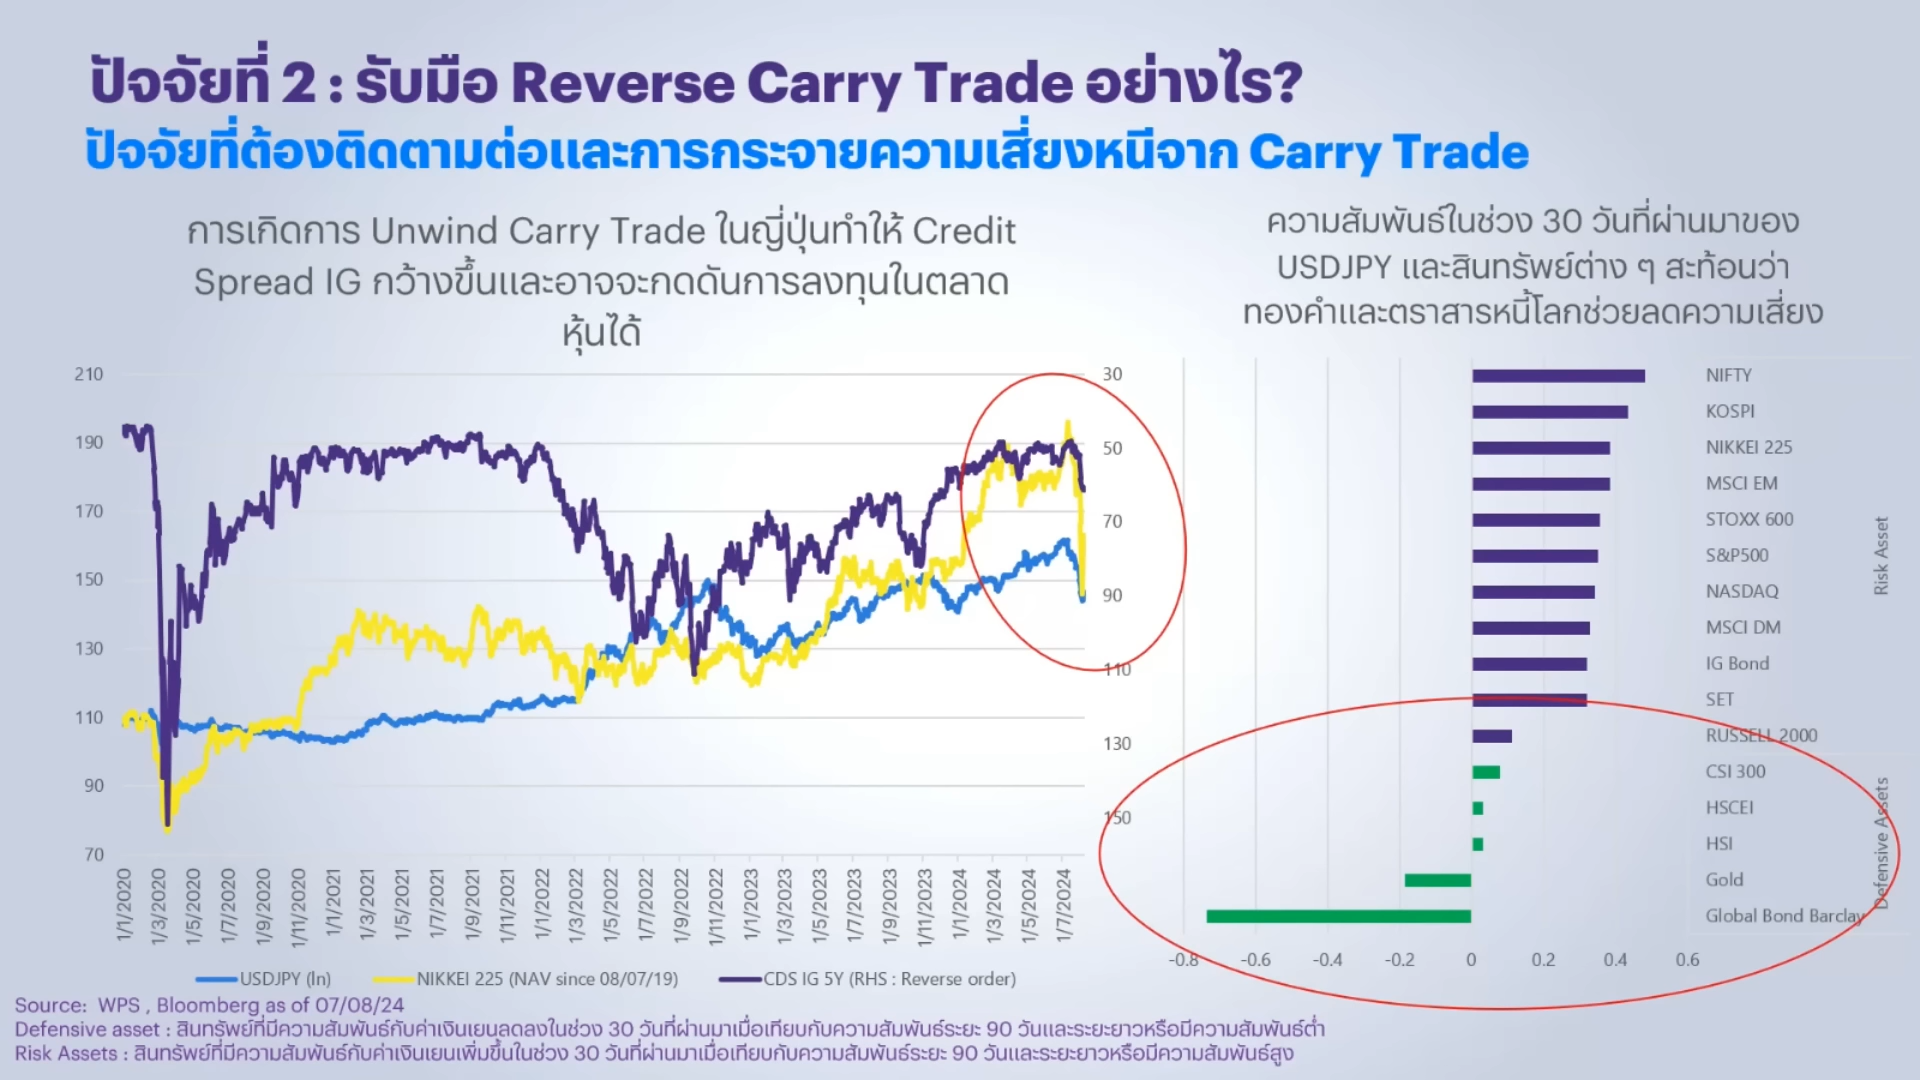 ปัจจัยที่ 2 : รับมือ Reverse Carry Trade อย่างไร?
ปัจจัยที่ต้องติดตามต่อและการกระจายความเสี่ยงหนีจาก Carry Trade
การเกิดการ Unwind Carry Trade ในญี่ปุ่นทำให้ Credit
Spread IG กว้างขึ้นและอาจจะกดดันการลงทุนในตลาด
หุ้นได้
210
190
170
150
130
110
90
70
30
50
70
90
110
130
150
1/1/2020
1/3/2020
1/5/2020
1/7/2020
1/9/2020
1/11/2020
1/1/2021
1/3/2021
1/5/2021
1/7/2021
1/9/2021
1/11/2021
1/1/2022
1/3/2022
1/5/2022
1/7/2022
1/9/2022
1/11/2022
1/1/2023
1/3/2023
1/5/2023
1/7/2023
1/9/2023
1/11/2023
1/1/2024
1/3/2024
1/5/2024
1/7/2024
USDJPY (ln)
NIKKEI 225 (NAV since 08/07/19)
CDS IG 5Y (RHS : Reverse order)
ความสัมพันธ์ในช่วง 30 วันที่ผ่านมาของ
USDJPY และสินทรัพย์ต่าง ๆ สะท้อนว่า
ทองคำและตราสารหนี้โลกช่วยลดความเสี่ยง
NIFTY
KOSPI
NIKKEI 225
MSCI EM
STOXX 600
S&P500
NASDAQ
MSCI DM
IG Bond
SET
RUSSELL 2000
CSI 300
HSCEI
HSI
Gold
Global Bond Barclay
Risk Asset
Defensive Assets
-0.8
-0.6
-0.4
-0.2
0
0.2
0.4
0.6
Source: WPS , Bloomberg as of 07/08/24
Defensive asset : สินทรัพย์ที่มีความสัมพันธ์กับค่าเงินเยนลดลงในช่วง 30 วันที่ผ่านมาเมื่อเทียบกับความสัมพันธ์ระยะ 90 วันและระยะยาวหรือมีความสัมพันธ์ต่ำ
Risk Assets : สินทรัพย์ที่มีความสัมพันธ์กับค่าเงินเยนเพิ่มขึ้นในช่วง 30 วันที่ผ่านมาเมื่อเทียบกับความสัมพันธ์ระยะ 90 วันและระยะยาวหรือมีความสัมพันธ์สูง